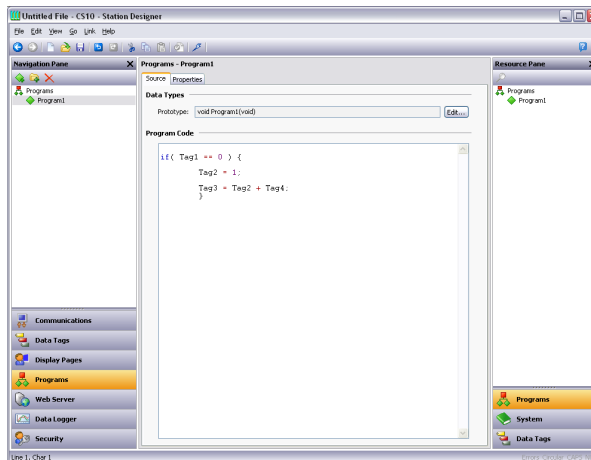 Untitled File - CS10 - Station Designer
File Edit View Go Link Help
Navigation Pane
Programs
Program1
Programs - Program1
Source Properties
Data Types
Prototype: void Program1(void) Edit...
Program Code
if( Tag1 == 0 ) {
Tag2 = 1;
Tag3 = Tag2 + Tag4;
}
Resource Pane
Programs
Program1
Communications
Data Tags
Display Pages
Programs
Web Server
Data Logger
Security
Programs
System
Data Tags
Line 1, Char 1